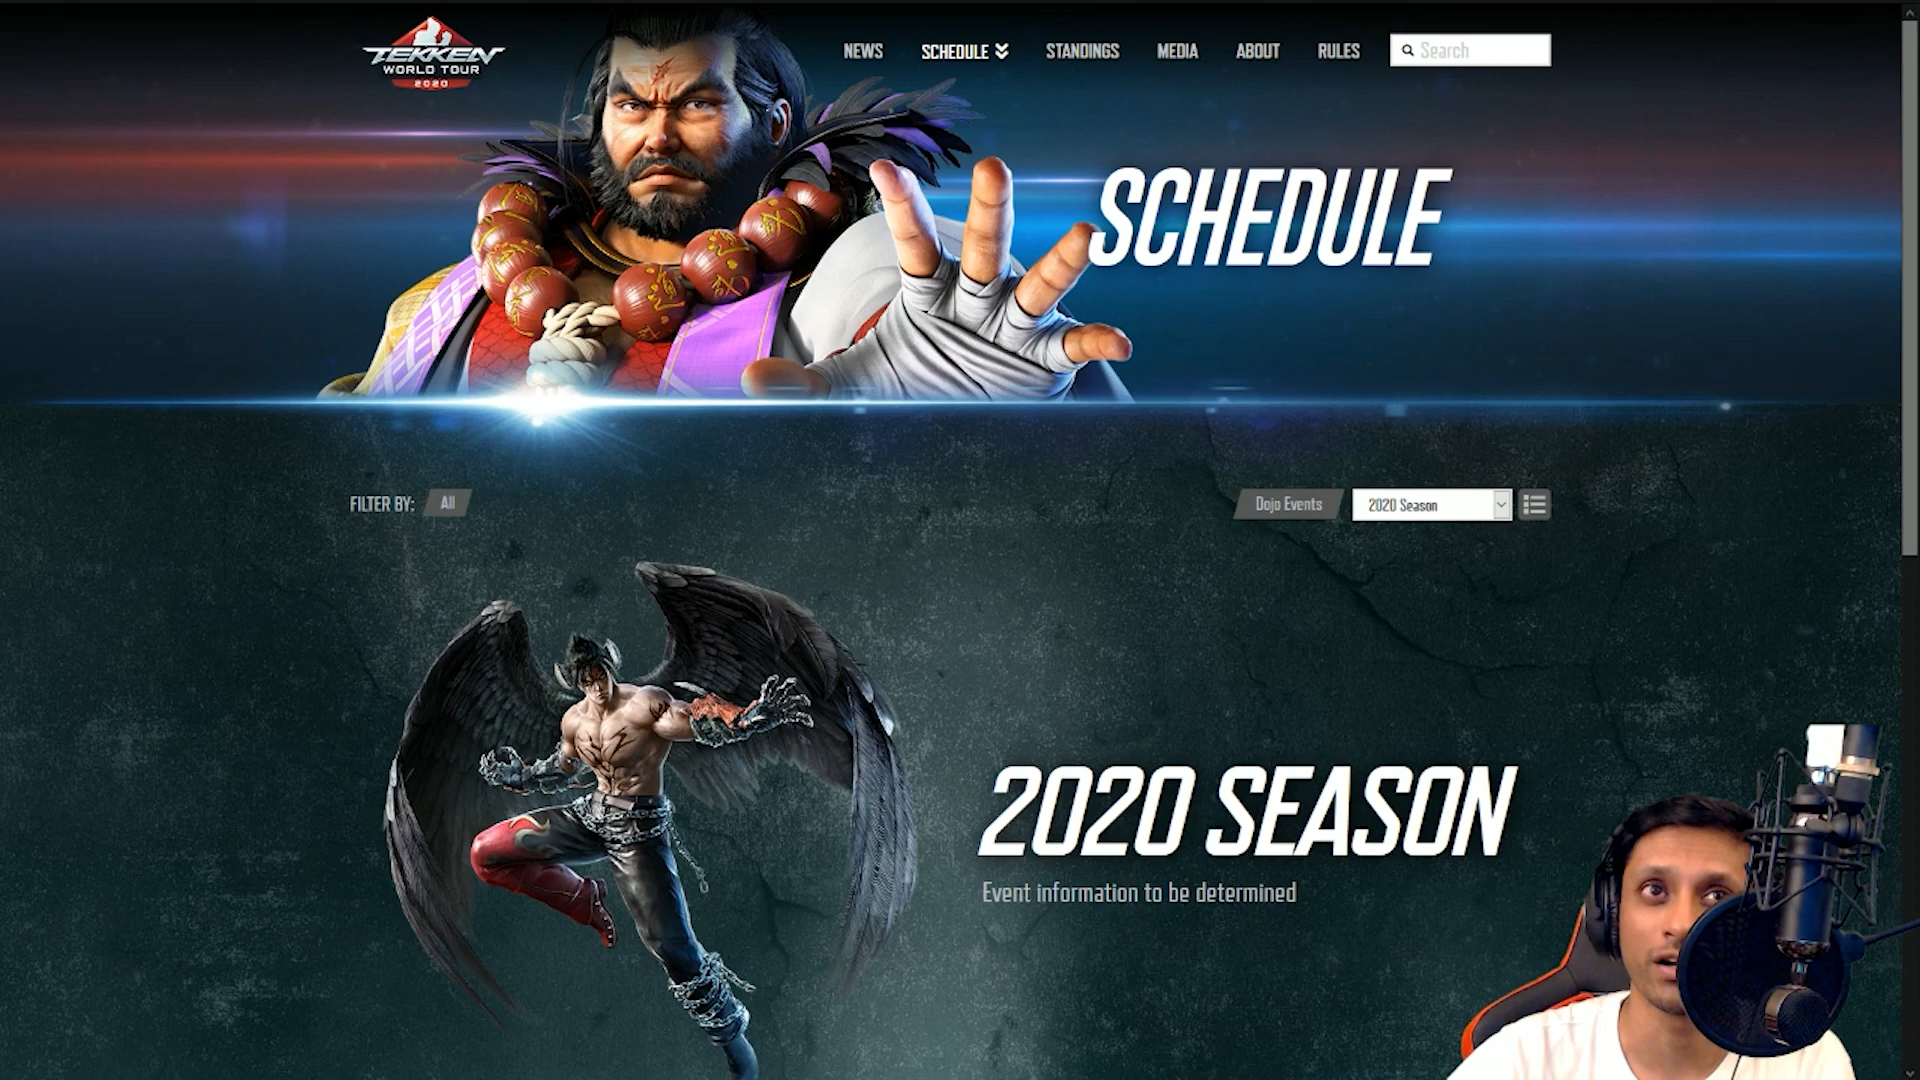 TEKKEN
WORLD TOUR
2020
NEWS
SCHEDULE
STANDINGS
MEDIA
ABOUT
RULES
Search
SCHEDULE
FILTER BY:
All
Dojo Events
2020 Season
2020 SEASON
Event information to be determined